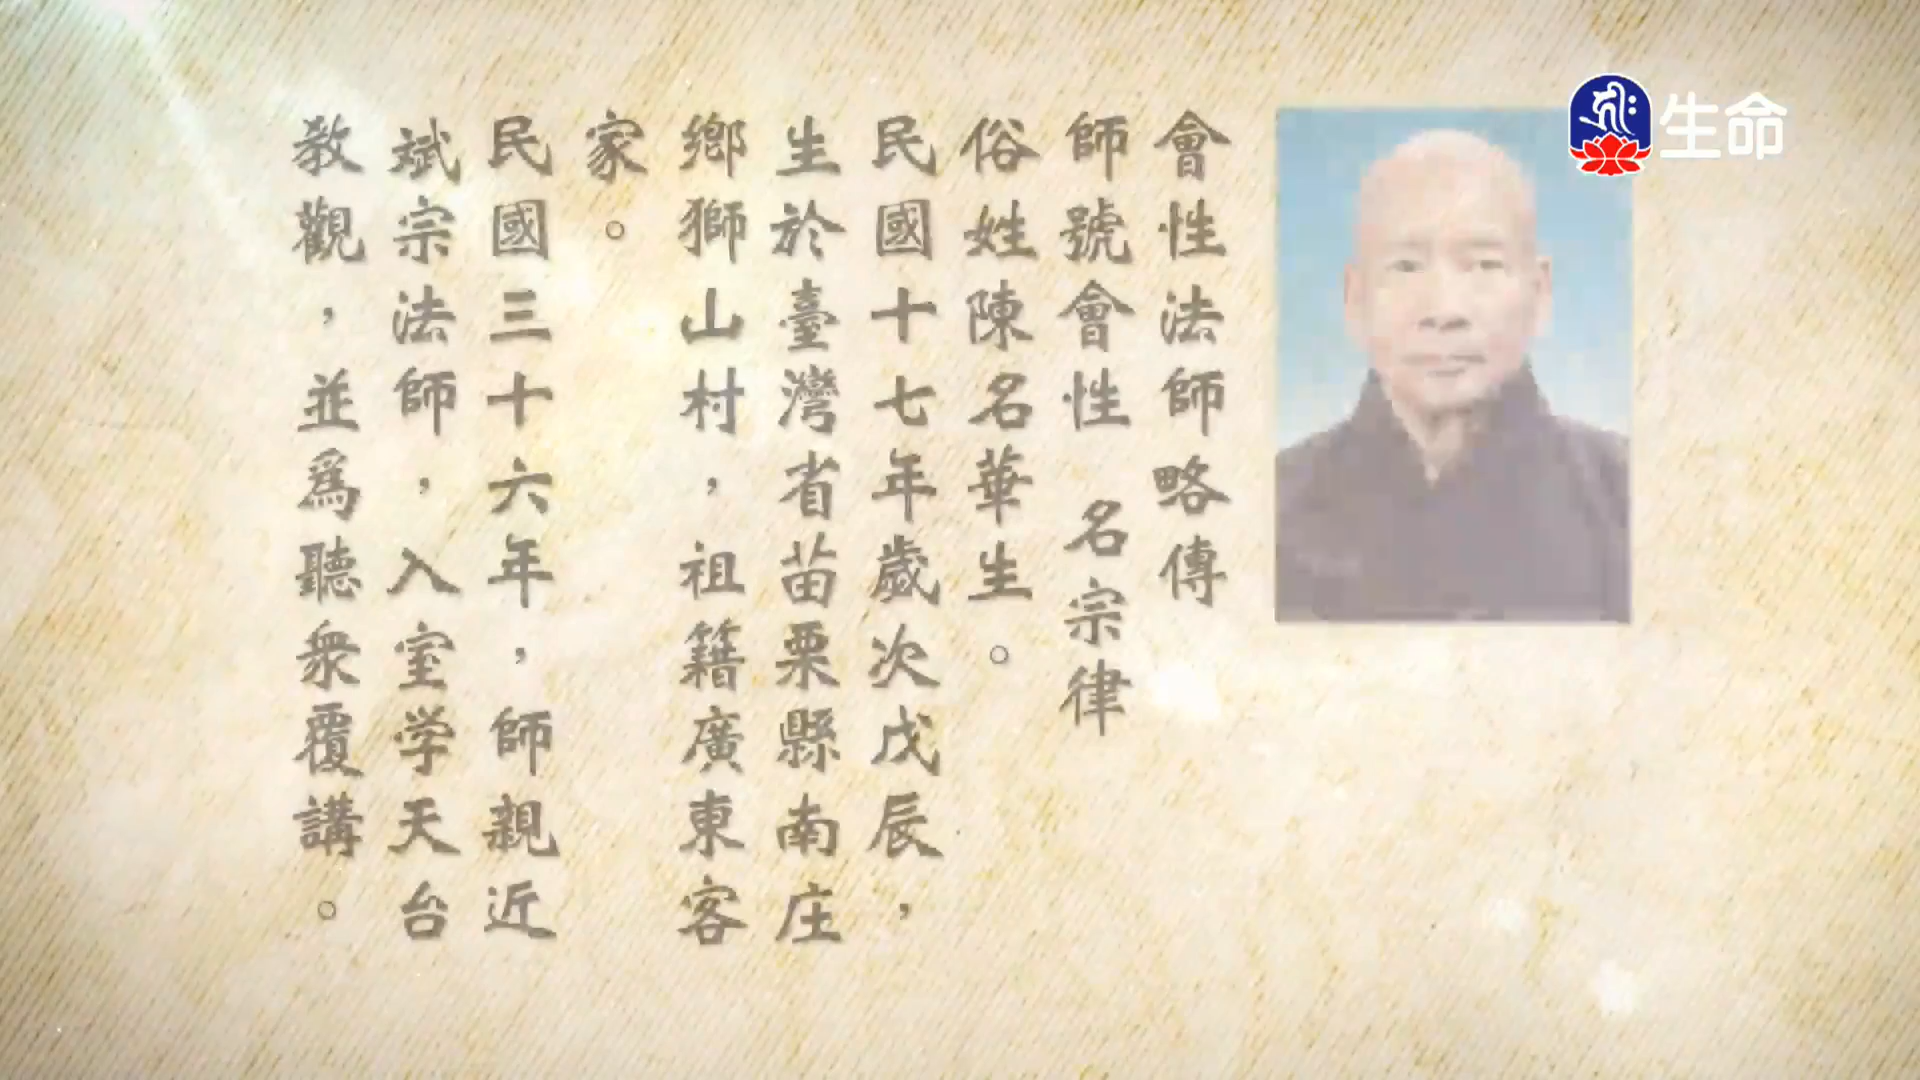 會性法師略傳
師號會性 名宗律
俗姓陳名華生。
民國十七年歲次戊辰，
生於臺灣省苗栗縣南庄
鄉獅山村，祖籍廣東客
家。
民國三十六年，師親近
斌宗法師，入室学天台
教觀，並爲聽衆覆講。
生命